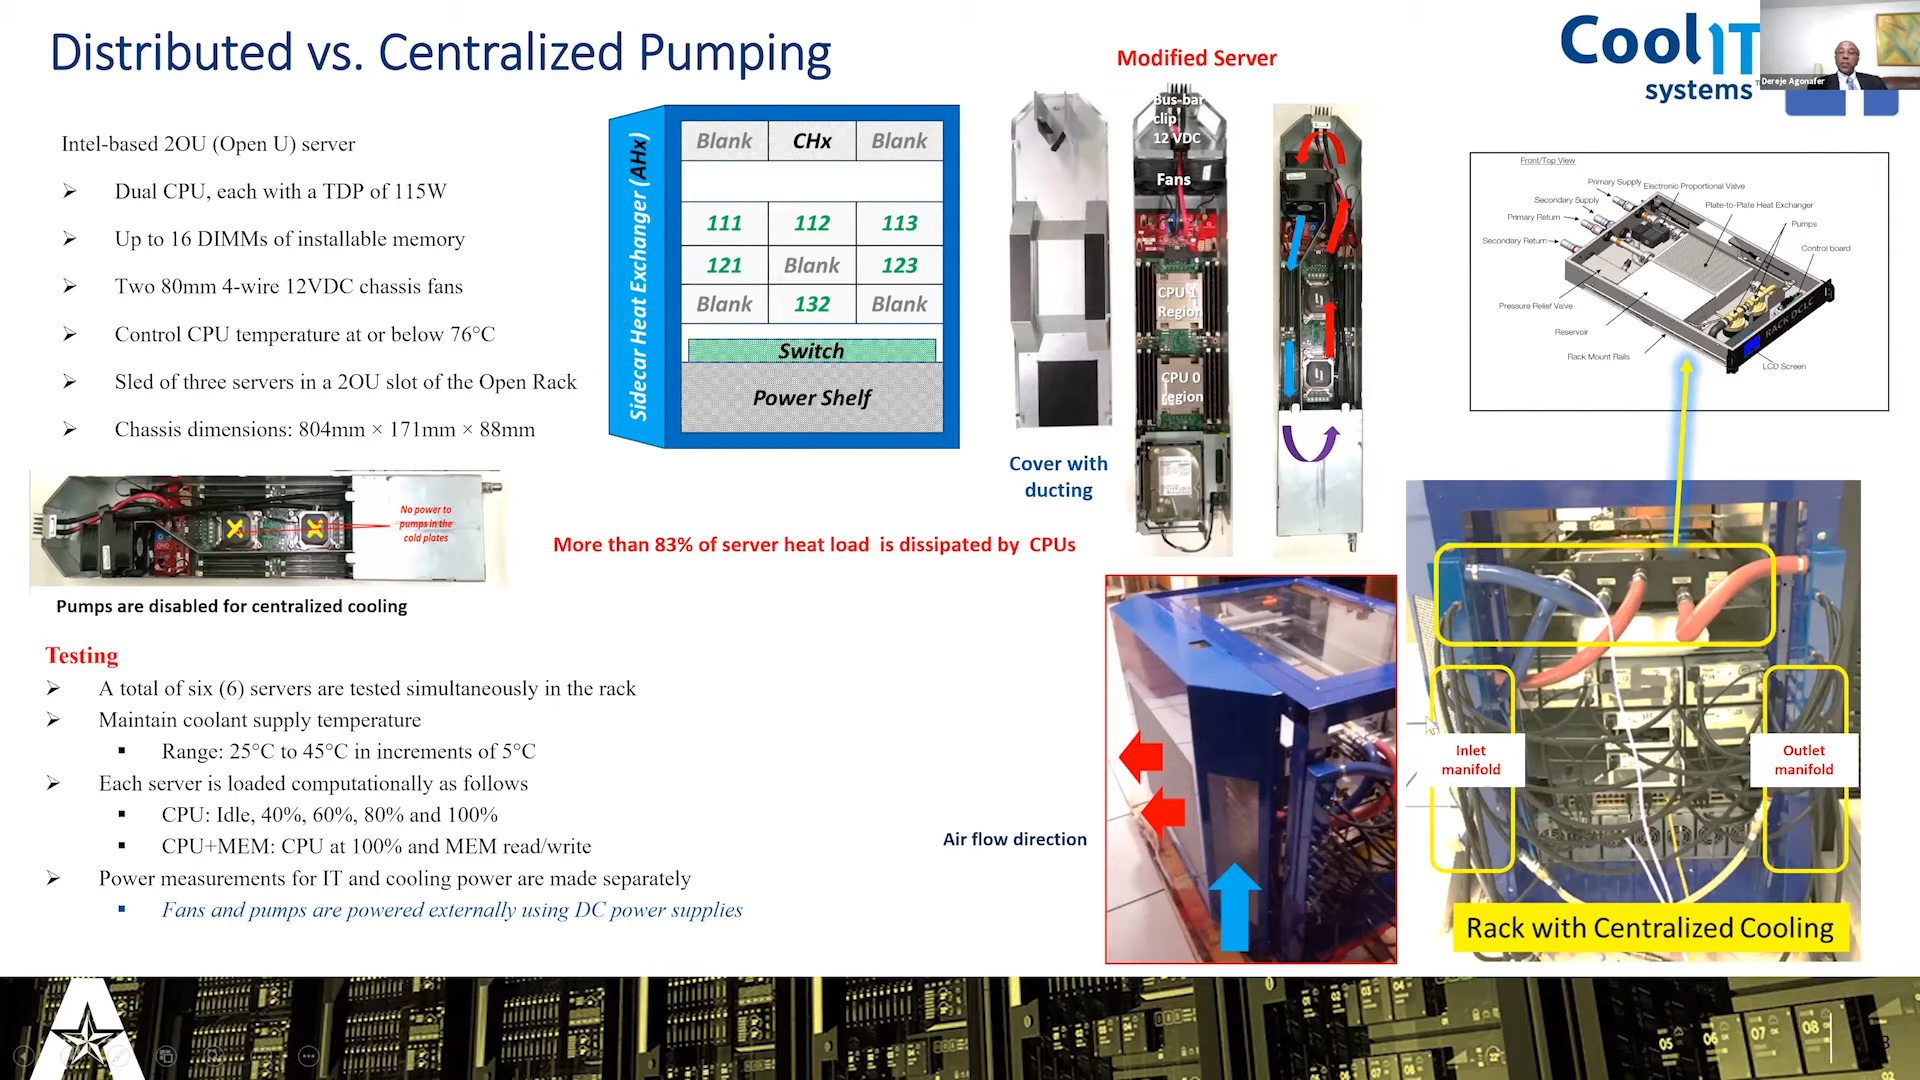 Distributed vs. Centralized Pumping
Intel-based 2OU (Open U) server
Dual CPU, each with a TDP of 115W
Up to 16 DIMMs of installable memory
Two 80mm 4-wire 12VDC chassis fans
Control CPU temperature at or below 76°C
Sled of three servers in a 2OU slot of the Open Rack
Chassis dimensions: 804mm × 171mm × 88mm
No power to
pumps in the
cold plates
Pumps are disabled for centralized cooling
Testing
A total of six (6) servers are tested simultaneously in the rack
Maintain coolant supply temperature
Range: 25°C to 45°C in increments of 5°C
Each server is loaded computationally as follows
CPU: Idle, 40%, 60%, 80% and 100%
CPU+MEM: CPU at 100% and MEM read/write
Power measurements for IT and cooling power are made separately
Fans and pumps are powered externally using DC power supplies
Sidecar Heat Exchanger (AHx)
Blank CHx Blank
111 112 113
121 Blank 123
Blank 132 Blank
Switch
Power Shelf
More than 83% of server heat load is dissipated by CPUs
Modified Server
Bus-bar
clip
12 VDC
Fans
CPU 1
Region
CPU 0
region
Cover with
ducting
Air flow direction
CoolIT
systems
Dereje Agonafer
Front/Top View
Primary Supply
Electronic Proportional Valve
Secondary Supply
Plate-to-Plate Heat Exchanger
Primary Return
Pumps
Secondary Return
Control board
Pressure Relief Valve
Reservoir
Rack Mount Rails
LCD Screen
RACK DCLC
Inlet
manifold
Outlet
manifold
Rack with Centralized Cooling
05 06 07 08